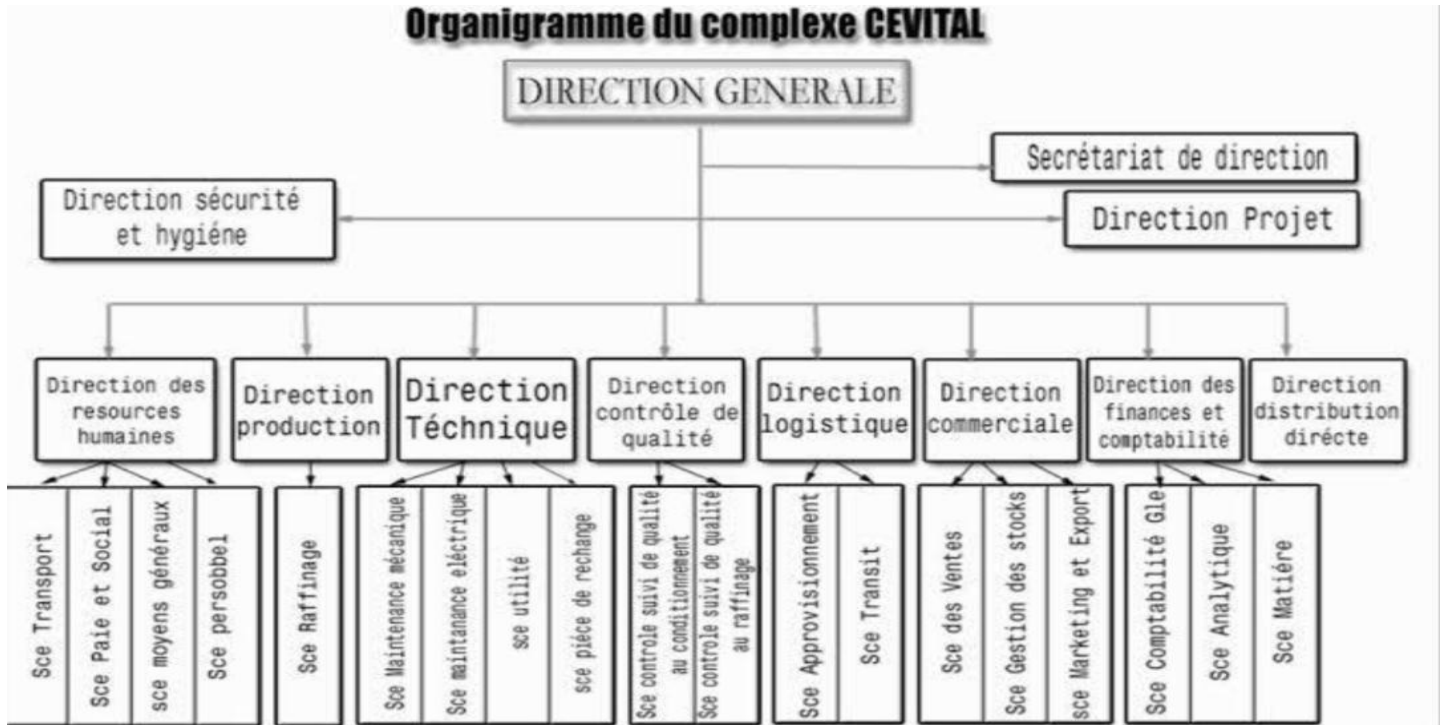 Organigramme du complexe CEVITAL
DIRECTION GENERALE
Secrétariat de direction
Direction sécurité
et hygiéne
Direction Projet
Direction des
resources
humaines
Direction
production
Direction
Téchnique
Direction
contrôle de
qualité
Direction
logistique
Direction
commerciale
Direction des
finances et
comptabilité
Direction
distribution
dirécte
Sce Transport
Sce Paie et Social
sce moyens généraux
Sce persobbel
Sce Raffinage
Sce Maintenance mécanique
Sce maintanance eléctrique
sce utilité
sce piéce de rechange
Sce controle suivi de qualité
au conditionnement
Sce controle suivi de qualité
au raffinage
Sce Approvisionnement
Sce Transit
Sce des Ventes
Sce Gestion des stocks
sce Marketing et Export
Sce Comptabilité Gle
Sce Analytique
Sce Matiére